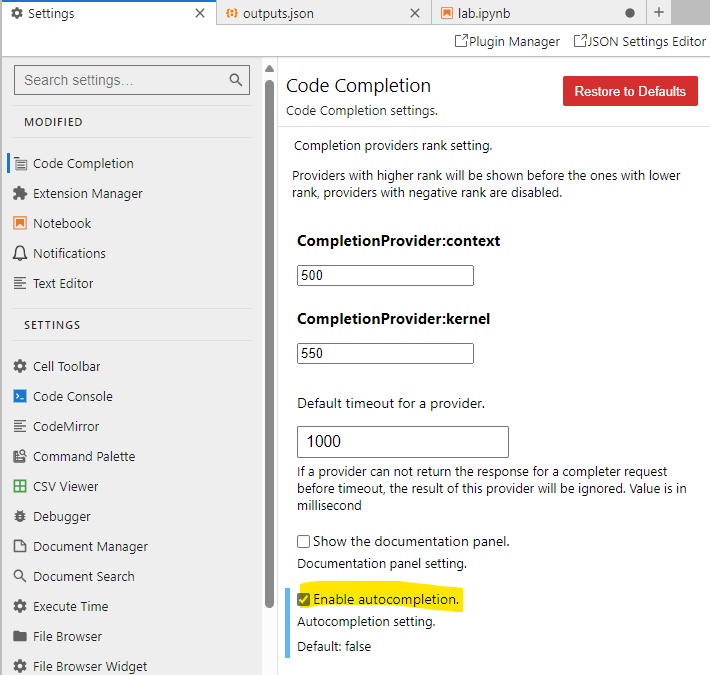 Settings
outputs.json
lab.ipynb
Plugin Manager
JSON Settings Editor
Search settings...
MODIFIED
Code Completion
Extension Manager
Notebook
Notifications
Text Editor
SETTINGS
Cell Toolbar
Code Console
CodeMirror
Command Palette
CSV Viewer
Debugger
Document Manager
Document Search
Execute Time
File Browser
File Browser Widget
Code Completion
Restore to Defaults
Code Completion settings.
Completion providers rank setting.
Providers with higher rank will be shown before the ones with lower
rank, providers with negative rank are disabled.
CompletionProvider:context
500
CompletionProvider:kernel
550
Default timeout for a provider.
1000
If a provider can not return the response for a completer request
before timeout, the result of this provider will be ignored. Value is in
millisecond
Show the documentation panel.
Documentation panel setting.
Enable autocompletion.
Autocompletion setting.
Default: false